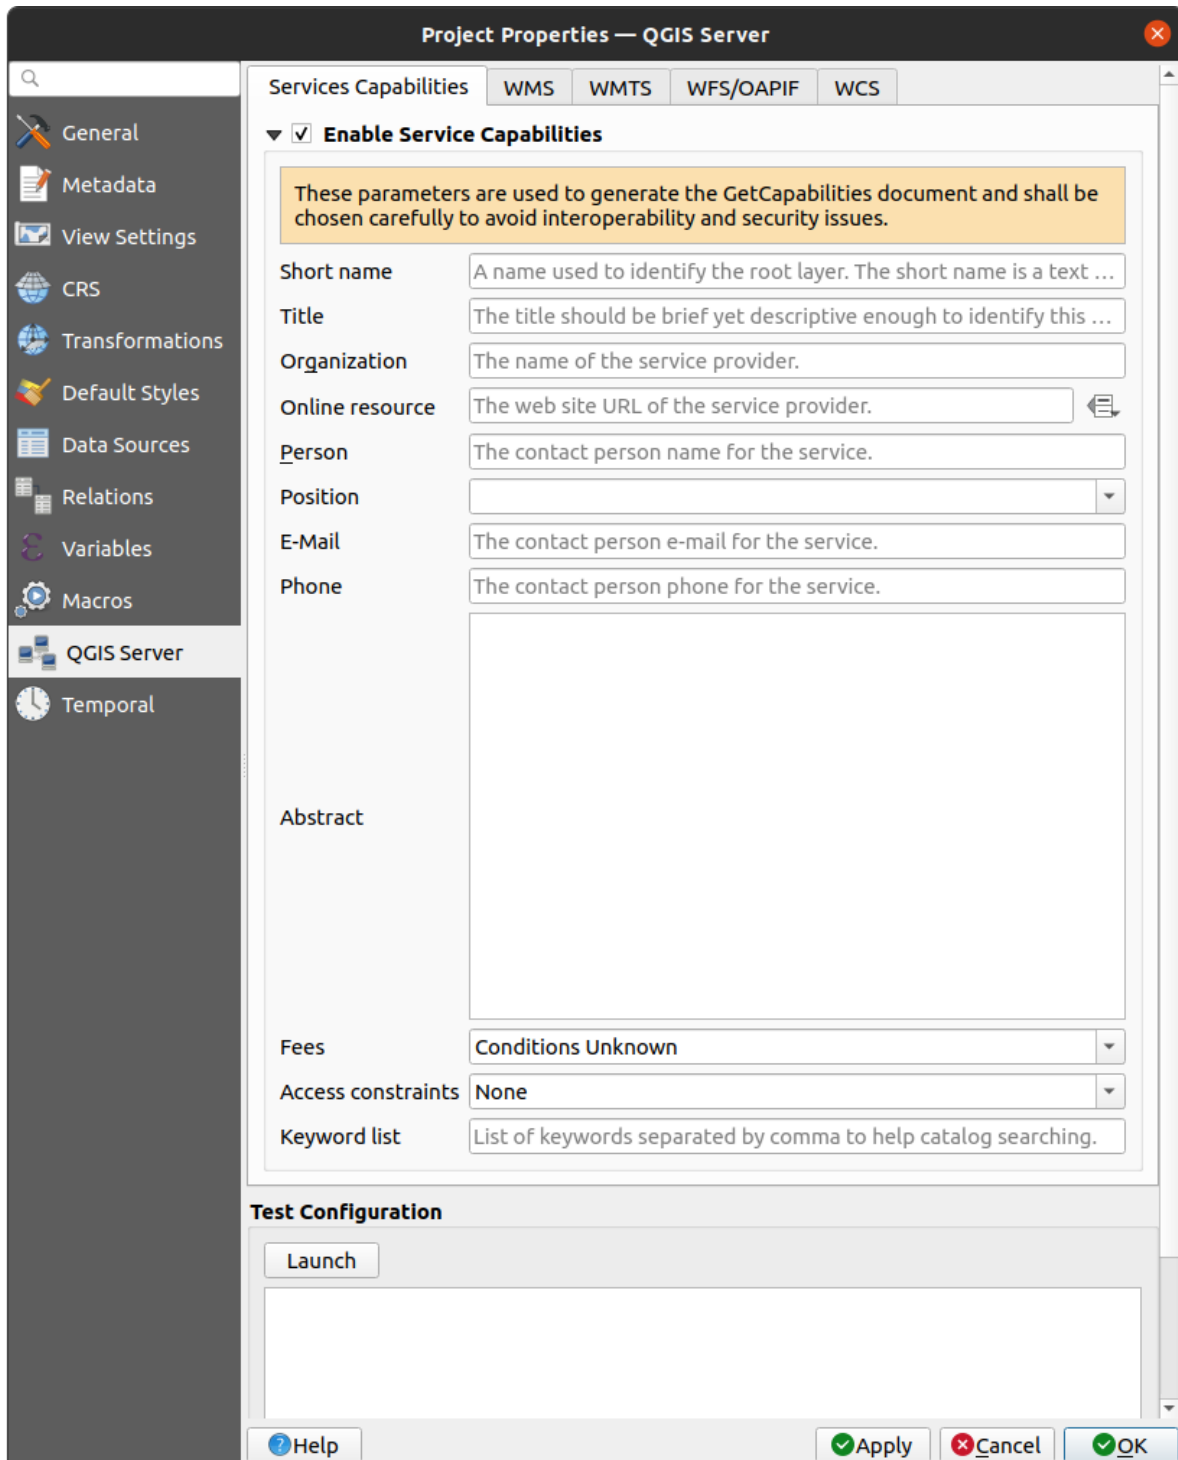 Project Properties — QGIS Server
General
Metadata
View Settings
CRS
Transformations
Default Styles
Data Sources
Relations
Variables
Macros
QGIS Server
Temporal
Services Capabilities WMS WMTS WFS/OAPIF WCS
Enable Service Capabilities
These parameters are used to generate the GetCapabilities document and shall be
chosen carefully to avoid interoperability and security issues.
Short name A name used to identify the root layer. The short name is a text ...
Title The title should be brief yet descriptive enough to identify this ...
Organization The name of the service provider.
Online resource The web site URL of the service provider.
Person The contact person name for the service.
Position
E-Mail The contact person e-mail for the service.
Phone The contact person phone for the service.
Abstract
Fees Conditions Unknown
Access constraints None
Keyword list List of keywords separated by comma to help catalog searching.
Test Configuration
Launch
Help Apply Cancel OK